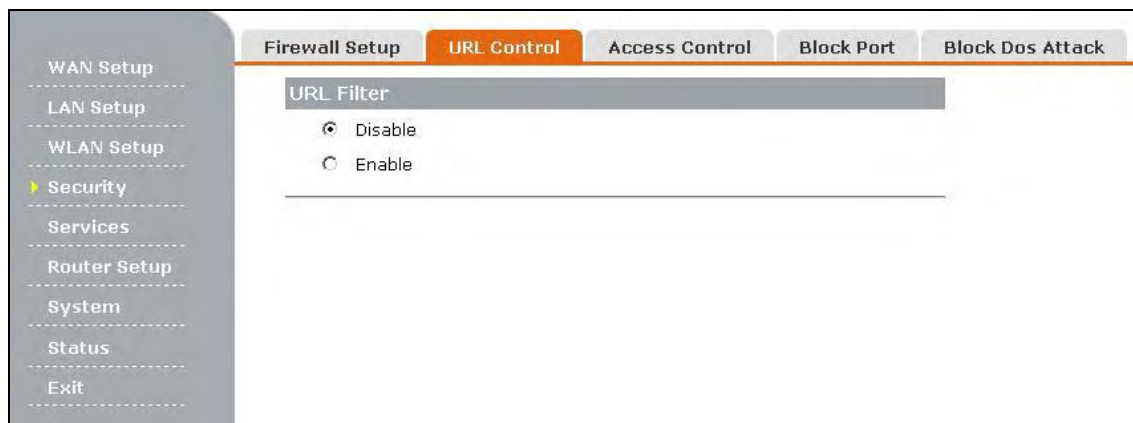 Firewall Setup URL Control Access Control Block Port Block Dos Attack
WAN Setup
LAN Setup
WLAN Setup
Security
Services
Router Setup
System
Status
Exit
URL Filter
Disable
Enable